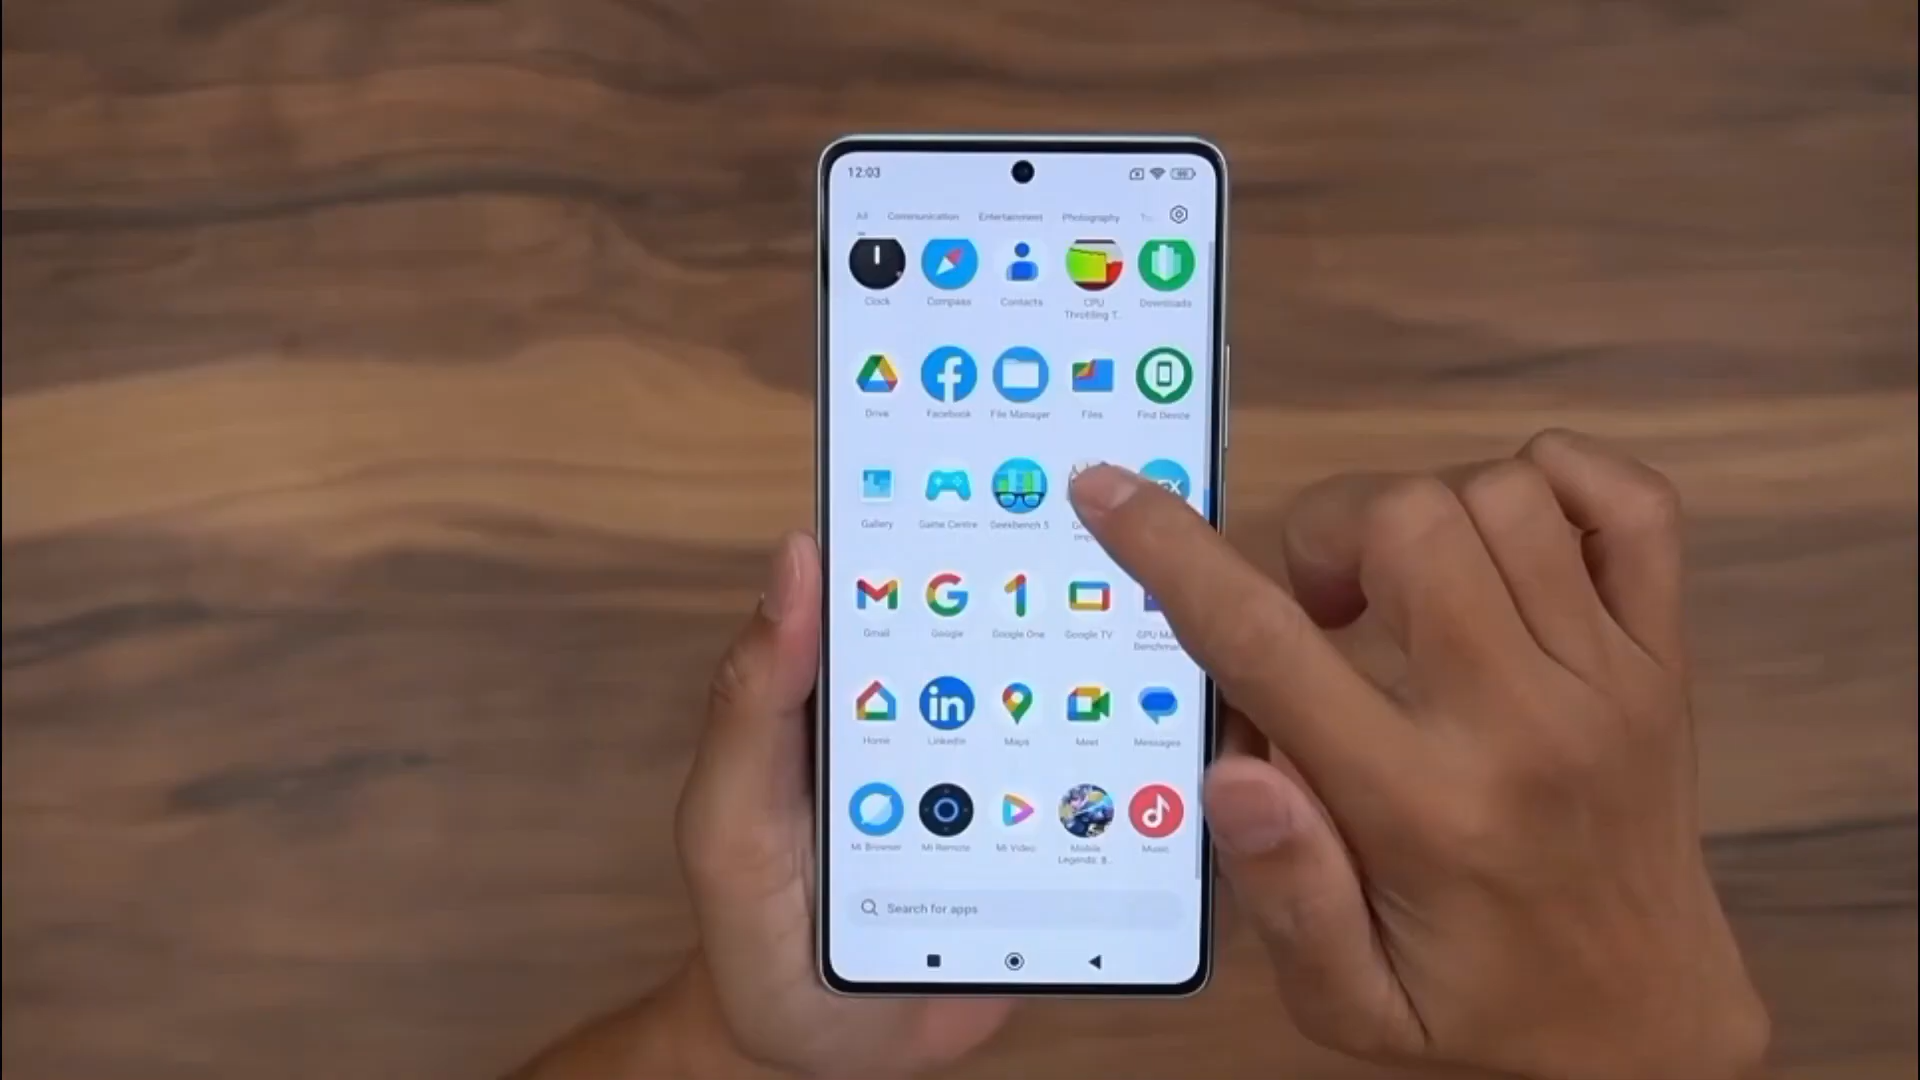 12:03
All Communication Entertainment Photography
Clock Compass Contacts CPU Downloads
Throttling T...
Drive Facebook File Manager Files Find Device
Gallery Game Centre Geekbench 5
Gmail Google Google One Google TV GPU
Home LinkedIn Maps Meet Messages
Mi Browser Mi Remote Mi Video Mobile Music
Legends: B...
Search for apps